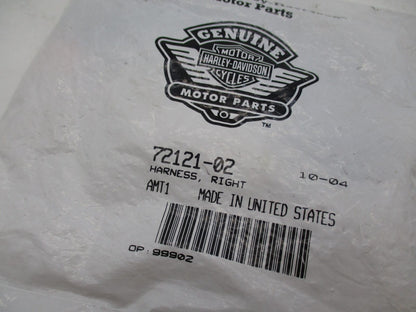 Motor Parts
GENUINE
MOTOR
HARLEY-DAVIDSON
CYCLES
MOTOR PARTS
TM
72121-02
HARNESS, RIGHT
10-04
AMT1 MADE IN UNITED STATES
OP:99902